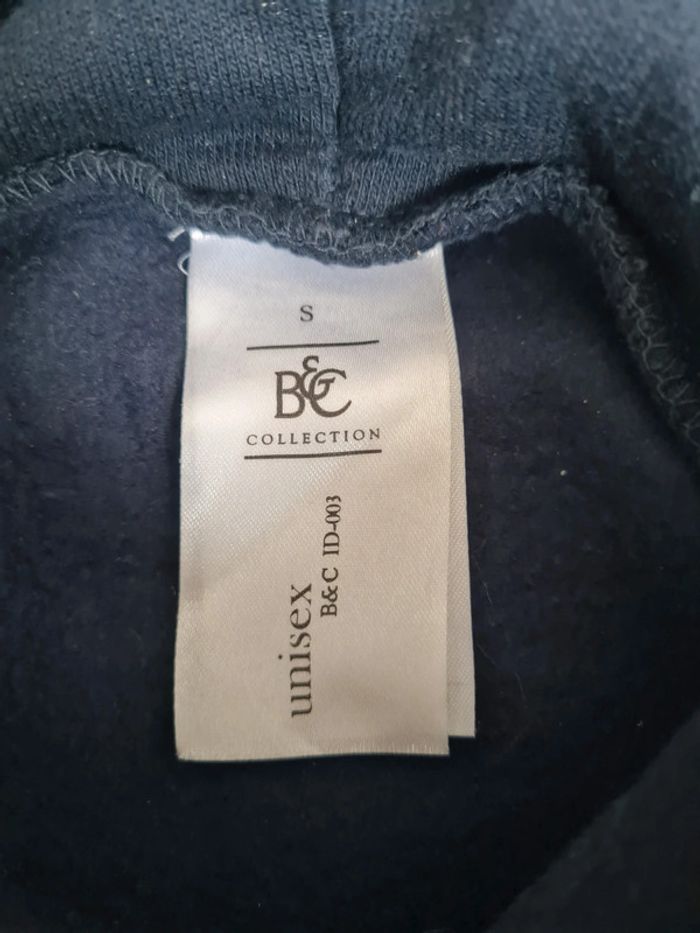 S
B&C
COLLECTION
unisex
B&C ID-003